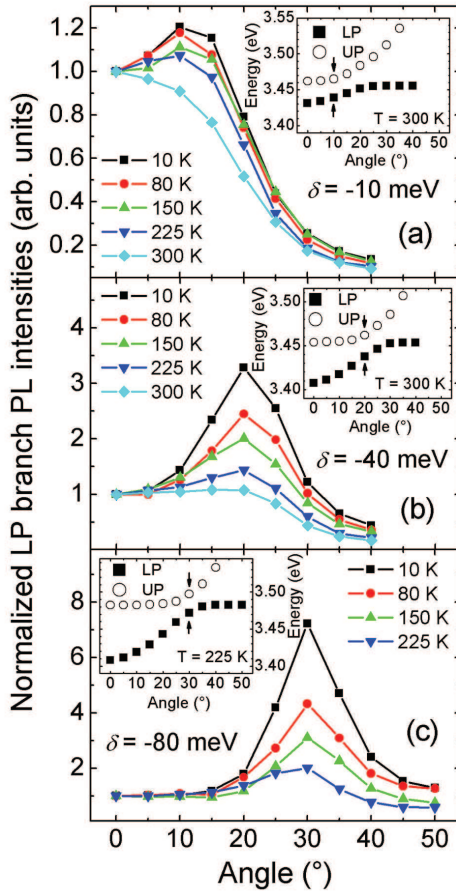 Normalized LP branch PL intensities (arb. units)
1.2
1.0
0.8
0.6
0.4
0.2
10 K
80 K
150 K
225 K
300 K
δ = -10 meV
(a)
Energy (eV)
3.55
3.50
3.45
3.40
LP
UP
T = 300 K
0 10 20 30 40 50
Angle (°)
4
3
2
1
10 K
80 K
150 K
225 K
300 K
δ = -40 meV
(b)
Energy (eV)
3.50
3.45
3.40
LP
UP
T = 300 K
0 10 20 30 40 50
Angle (°)
8
6
4
2
LP
UP
T = 225 K
3.55
3.50
3.45
3.40
Energy (eV)
0 10 20 30 40 50
Angle (°)
10 K
80 K
150 K
225 K
δ = -80 meV
(c)
0 10 20 30 40 50
Angle (°)